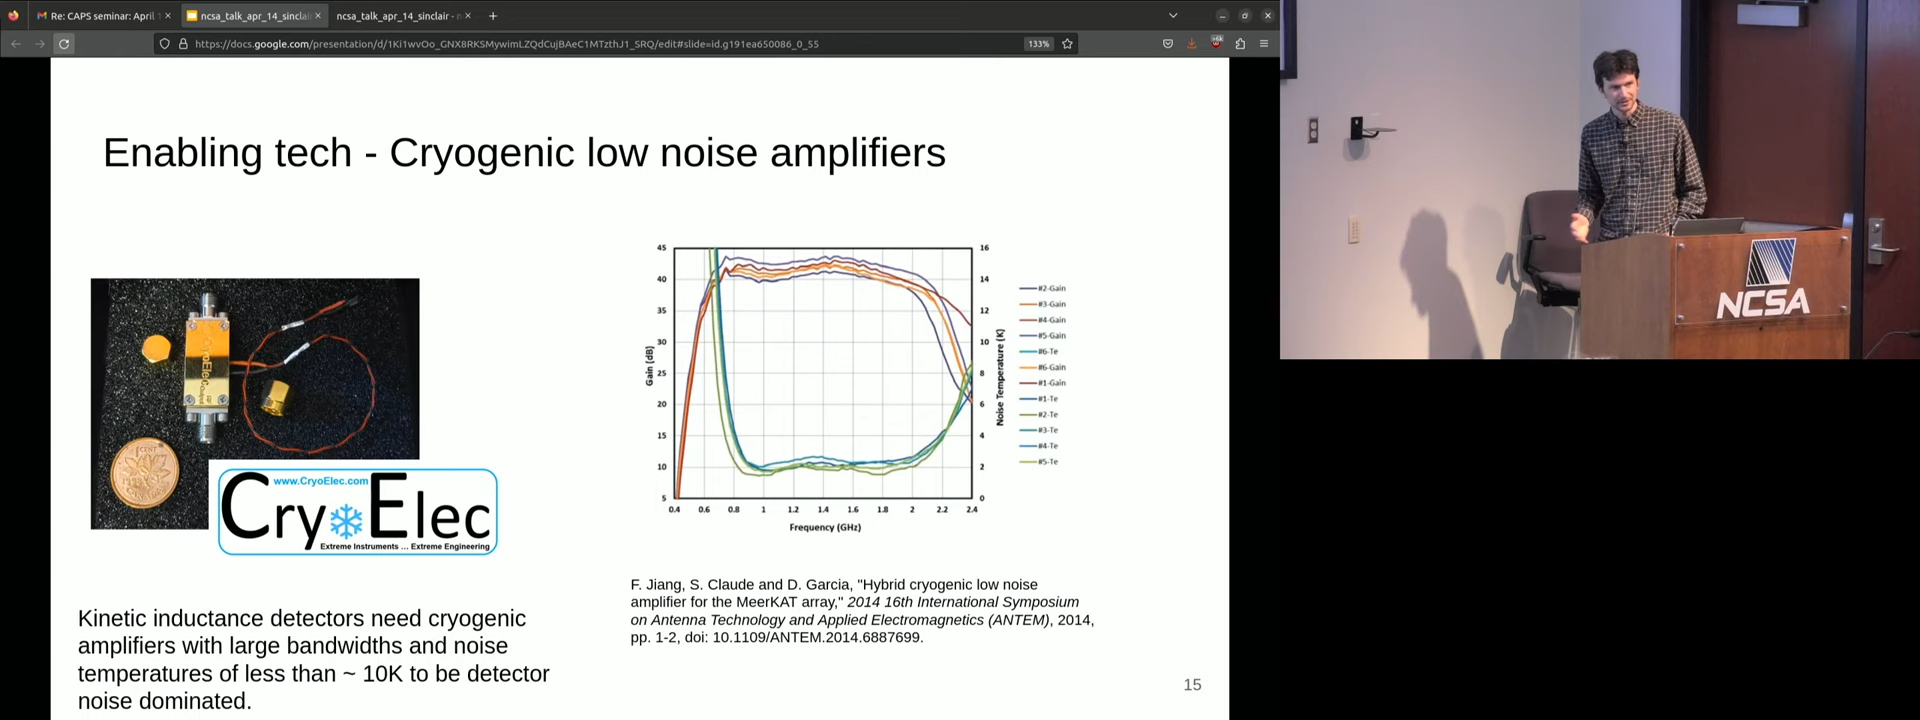 Re: CAPS seminar: April 1
ncsa_talk_apr_14_sinclai
ncsa_talk_apr_14_sinclair - n
https://docs.google.com/presentation/d/1Ki1wvOo_GNX8RKSMywimLZQdCujBAeC1MTzthJ1_SRQ/edit#slide=id.g191ea650086_0_55
133%
>6k
Enabling tech - Cryogenic low noise amplifiers
CryoElec
1 CENT
www.CryoElec.com
Cry Elec
Extreme Instruments ... Extreme Engineering
Kinetic inductance detectors need cryogenic
amplifiers with large bandwidths and noise
temperatures of less than ~ 10K to be detector
noise dominated.
Gain (dB)
45
40
35
30
25
20
15
10
5
16
14
12
10
8
6
4
2
0
Noise Temperature (K)
0.4 0.6 0.8 1 1.2 1.4 1.6 1.8 2 2.2 2.4
Frequency (GHz)
#2-Gain
#3-Gain
#4-Gain
#5-Gain
#6-Te
#6-Gain
#1-Gain
#1-Te
#2-Te
#3-Te
#4-Te
#5-Te
F. Jiang, S. Claude and D. Garcia, "Hybrid cryogenic low noise
amplifier for the MeerKAT array," 2014 16th International Symposium
on Antenna Technology and Applied Electromagnetics (ANTEM), 2014,
pp. 1-2, doi: 10.1109/ANTEM.2014.6887699.
15
NCSA